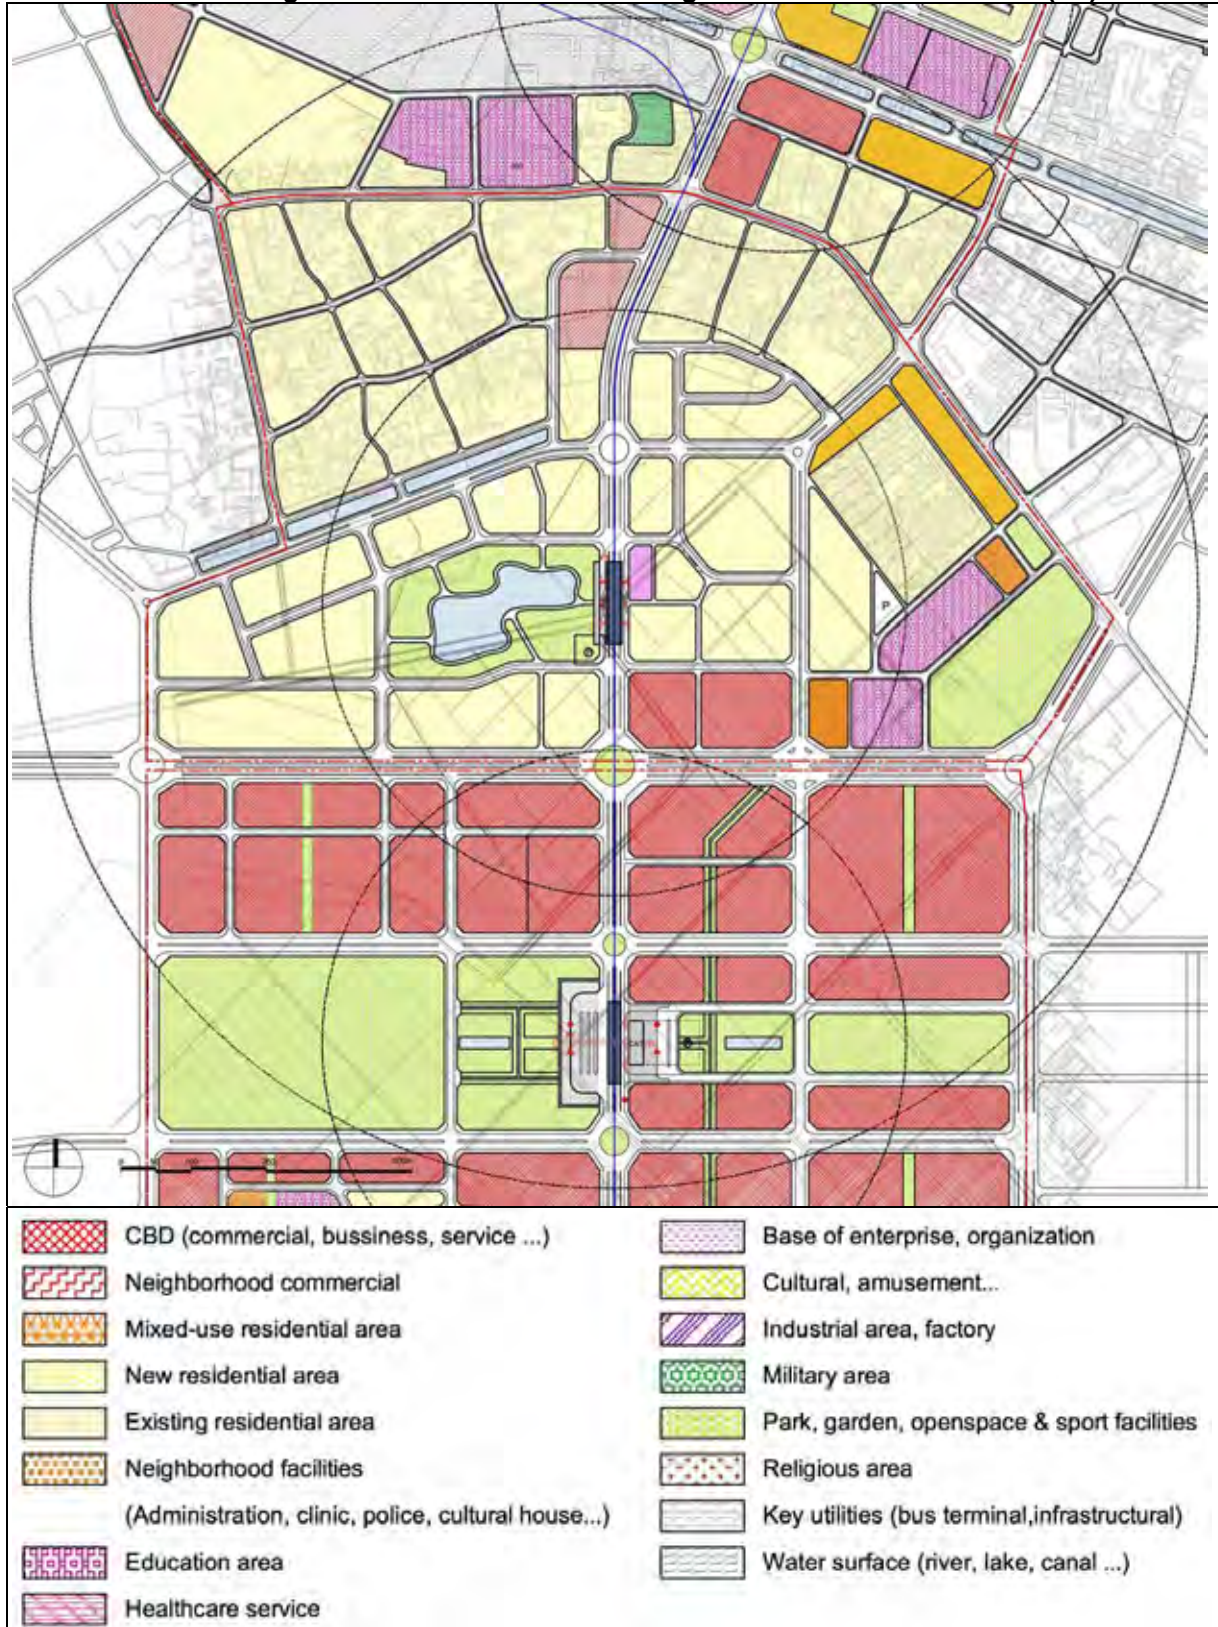 P
CBD (commercial, bussiness, service ...)
Neighborhood commercial
Mixed-use residential area
New residential area
Existing residential area
Neighborhood facilities
(Administration, clinic, police, cultural house...)
Education area
Healthcare service
Base of enterprise, organization
Cultural, amusement...
Industrial area, factory
Military area
Park, garden, openspace & sport facilities
Religious area
Key utilities (bus terminal,infrastructural)
Water surface (river, lake, canal ...)